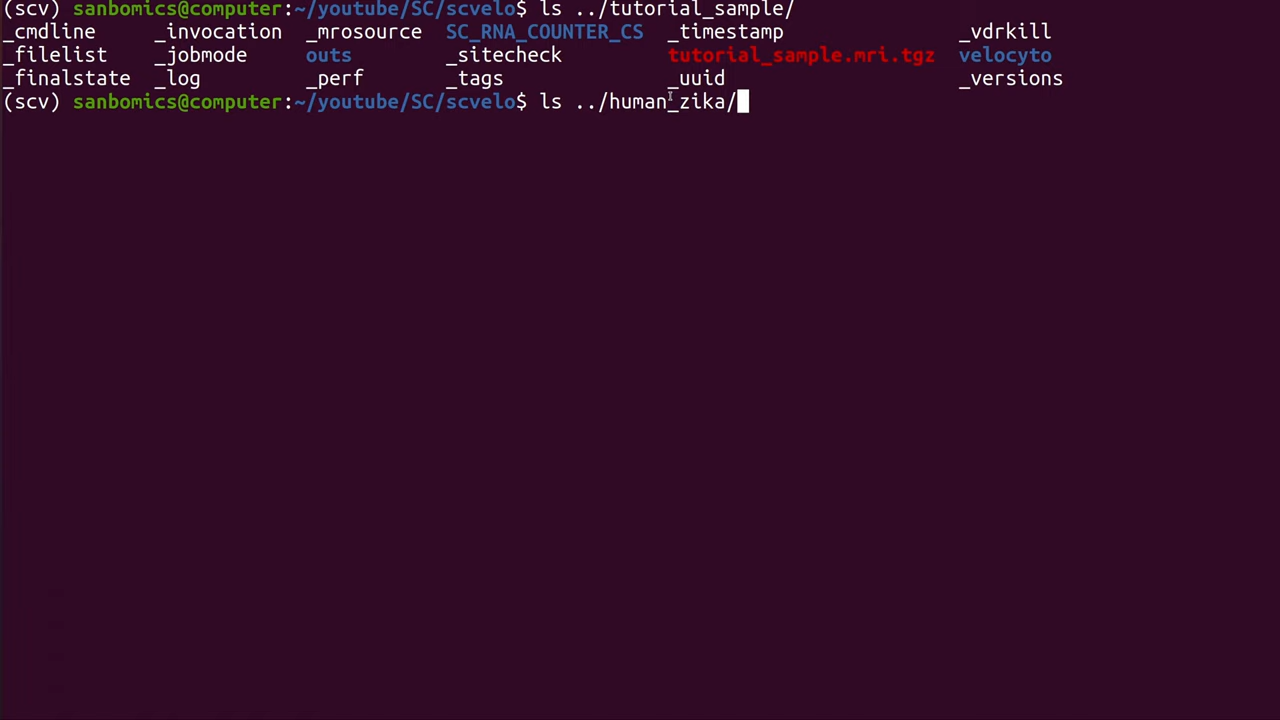 (scv) sanbomics@computer:~/youtube/SC/scvelo$ ls ../tutorial_sample/
_cmdline _invocation _mrosource SC_RNA_COUNTER_CS _timestamp _vdrkill
_filelist _jobmode outs _sitecheck tutorial_sample.mri.tgz velocyto
_finalstate _log _perf _tags _uuid _versions
(scv) sanbomics@computer:~/youtube/SC/scvelo$ ls ../human_zika/